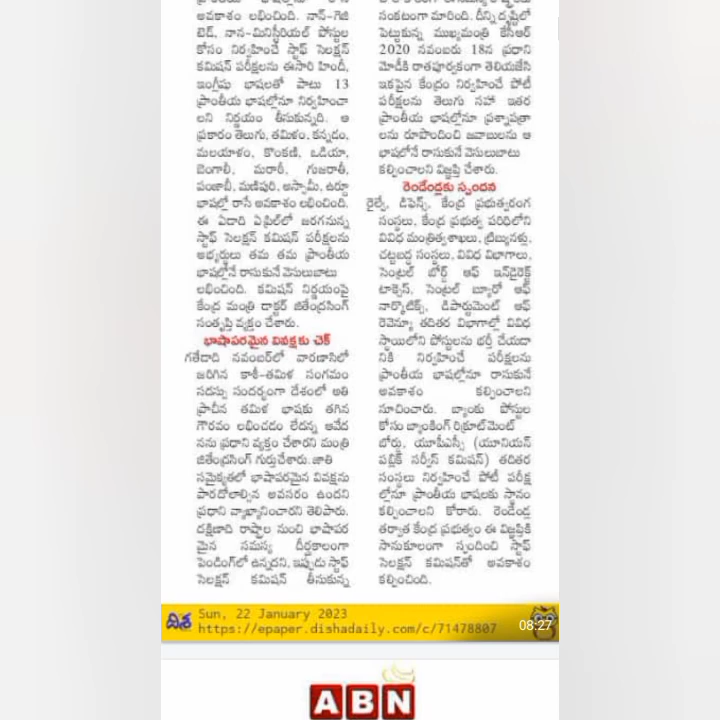 అవకాశం లభించింది. నాన్-గెజి
టెడ్, నాన-మినిస్టీరియల్ పోస్టుల
కోసం నిర్వహించే స్టాఫ్ సెలక్షన్
కమిషన్ పరీక్షలను ఈసారి హిందీ,
ఇంగ్లీషు భాషలతో పాటు 13
ప్రాంతీయ భాషల్లోనూ నిర్వహించా
లని నిర్ణయం తీసుకున్నది. ఆ
ప్రకారం తెలుగు, తమిళం. కన్నడం,
మలయాళం, కొంకణి, ఒడియా,
బెంగాలీ, మరాఠీ, గుజరాతీ,
పంజాబీ, మణిపురి, అస్సామీ, ఉర్దూ
భాషల్లో రాసే అవకాశం లభించింది.
ఈ ఏడాది ఏప్రిల్‌లో జరగనున్న
స్టాఫ్ సెలక్షన్ కమిషన్ పరీక్షలను
అభ్యర్థులు తమ తమ ప్రాంతీయ
భాషల్లోనే రాసుకునే వెసులుబాటు
లభించింది. కమిషన్ నిర్ణయంపై
కేంద్ర మంత్రి డాక్టర్ జితేంద్రసింగ్
సంతృప్తి వ్యక్తం చేశారు.
భాషాపరమైన వివక్షకు చెక్
గతేడాది నవంబర్‌లో వారణాసిలో
జరిగిన కాశీ-తమిళ సంగమం
సదస్సు సందర్భంగా దేశంలో అతి
ప్రాచీన తమిళ భాషకు తగిన
గౌరవం లభించడం లేదన్న ఆవేద
నను ప్రధాని వ్యక్తం చేశారని మంత్రి
జితేంద్రసింగ్ గుర్తుచేశారు. జాతి
సమైక్యతలో భాషాపరమైన వివక్షను
పారదోలాల్సిన అవసరం ఉందని
ప్రధాని వ్యాఖ్యానించారని తెలిపారు.
దక్షిణాది రాష్ట్రాల నుంచి భాషాపర
మైన సమస్య దీర్ఘకాలంగా
పెండింగ్‌లో ఉన్నదని, ఇప్పుడు స్టాఫ్
సెలక్షన్ కమిషన్ తీసుకున్న
సంకటంగా మారింది. దీన్ని దృష్టిలో
పెట్టుకున్న ముఖ్యమంత్రి కేసీఆర్
2020 నవంబరు 18న ప్రధాని
మోడీకి రాతపూర్వకంగా తెలియజేసి
ఇకపైన కేంద్రం నిర్వహించే పోటీ
పరీక్షలను తెలుగు సహా ఇతర
ప్రాంతీయ భాషల్లోనూ ప్రశ్నాపత్రా
లను రూపొందించి జవాబులను ఆ
భాషలోనే రాసుకునే వెసులుబాటు
కల్పించాలని విజ్ఞప్తి చేశారు.
రెండేండ్లకు స్పందన
రైల్వే, డిఫెన్స్, కేంద్ర ప్రభుత్వరంగ
సంస్థలు, కేంద్ర ప్రభుత్వ పరిధిలోని
వివిధ మంత్రిత్వశాఖలు, ట్రిబ్యునళ్లు,
చట్టబద్ధ సంస్థలు, వివిధ విభాగాలు,
సెంట్రల్ బోర్డ్ ఆఫ్ ఇన్‌డైరెక్ట్
టాక్సెస్, సెంట్రల్ బ్యూరో ఆఫ్
నార్కోటిక్స్, డిపార్టుమెంట్ ఆఫ్
రెవెన్యూ తదితర విభాగాల్లో వివిధ
స్థాయిలోని పోస్టులను భర్తీ చేయడా
నికి నిర్వహించే పరీక్షలను
ప్రాంతీయ భాషల్లోనూ రాసుకునే
అవకాశం కల్పించాలని
సూచించారు. బ్యాంకు పోస్టుల
కోసం బ్యాంకింగ్ రిక్రూట్‌మెంట్
బోర్డు, యూపీఎస్సీ (యూనియన్
పబ్లిక్ సర్వీస్ కమిషన్) తదితర
సంస్థలు నిర్వహించే పోటీ పరీక్ష
ల్లోనూ ప్రాంతీయ భాషలకు స్థానం
కల్పించాలని కోరారు. రెండేండ్ల
తర్వాత కేంద్ర ప్రభుత్వం ఈ విజ్ఞప్తికి
సానుకూలంగా స్పందించి స్టాఫ్
సెలక్షన్ కమిషన్‌తో అవకాశం
కల్పించింది.
దిశ
Sun, 22 January 2023
https://epaper.dishadaily.com/c/71478807
08:27
ABN